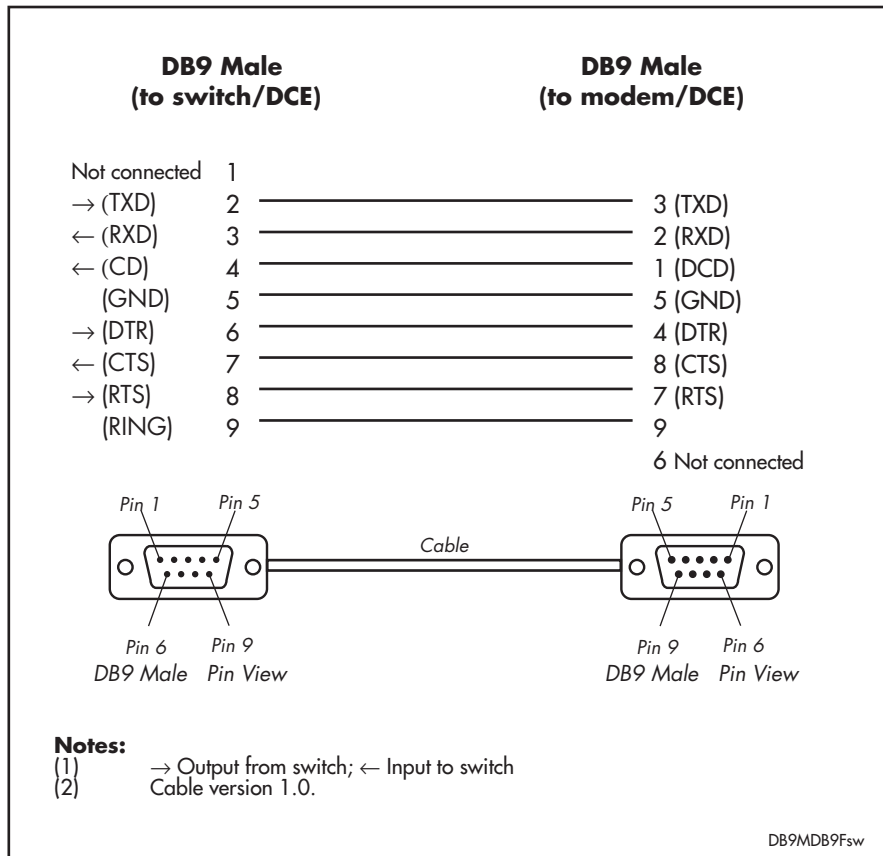 DB9 Male DB9 Male
(to switch/DCE) (to modem/DCE)
Not connected 1
→ (TXD) 2 3 (TXD)
← (RXD) 3 2 (RXD)
← (CD) 4 1 (DCD)
(GND) 5 5 (GND)
→ (DTR) 6 4 (DTR)
← (CTS) 7 8 (CTS)
→ (RTS) 8 7 (RTS)
(RING) 9 9
6 Not connected
Pin 1 Pin 5 Pin 5 Pin 1
Cable
Pin 6 Pin 9 Pin 9 Pin 6
DB9 Male Pin View DB9 Male Pin View
Notes:
(1) → Output from switch; ← Input to switch
(2) Cable version 1.0.
DB9MDB9Fsw